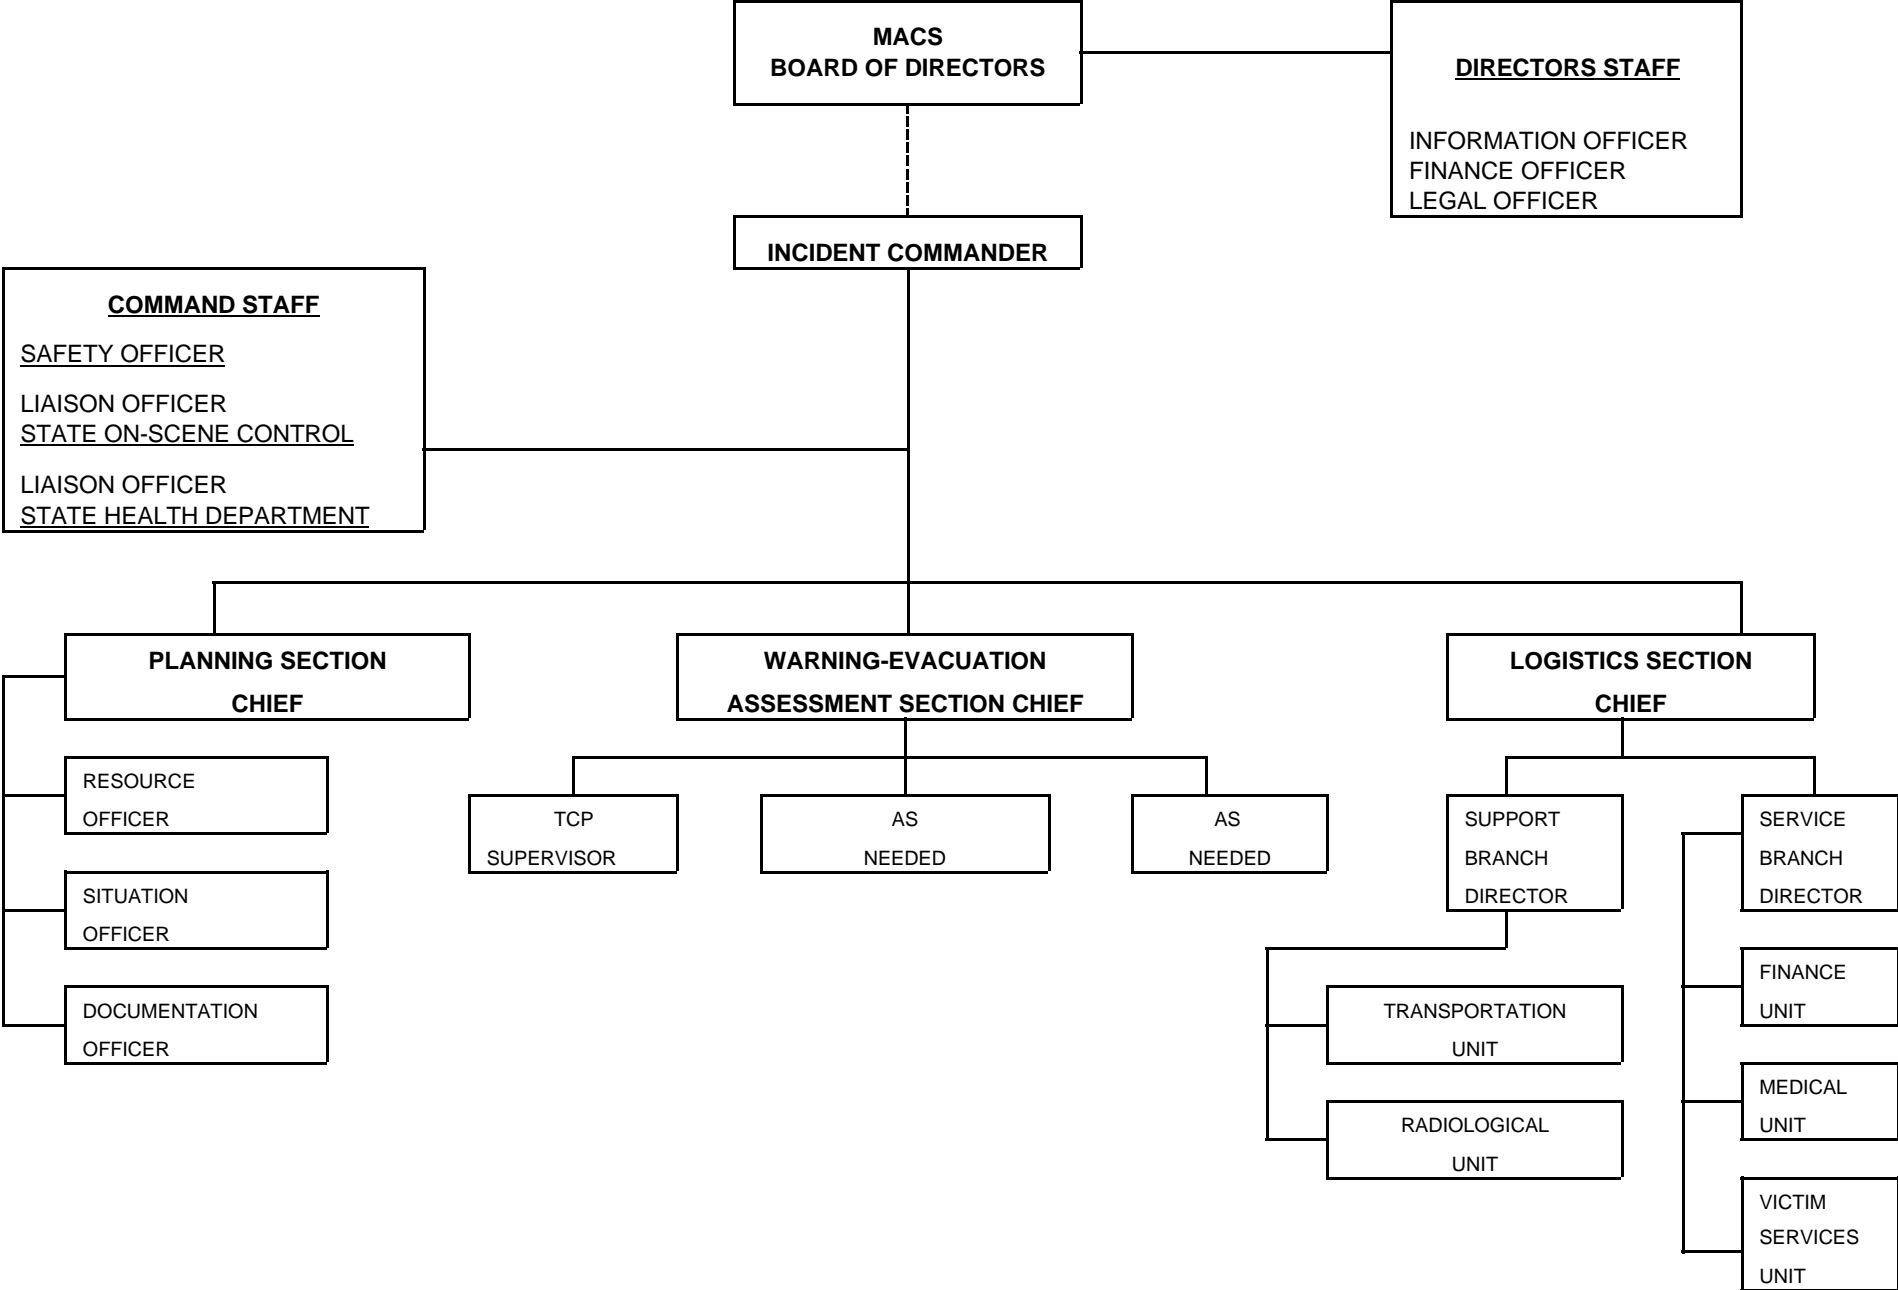 MACS
BOARD OF DIRECTORS
DIRECTORS STAFF
INFORMATION OFFICER
FINANCE OFFICER
LEGAL OFFICER
INCIDENT COMMANDER
COMMAND STAFF
SAFETY OFFICER
LIAISON OFFICER
STATE ON-SCENE CONTROL
LIAISON OFFICER
STATE HEALTH DEPARTMENT
PLANNING SECTION
CHIEF
WARNING-EVACUATION
ASSESSMENT SECTION CHIEF
LOGISTICS SECTION
CHIEF
RESOURCE
OFFICER
SITUATION
OFFICER
DOCUMENTATION
OFFICER
TCP
SUPERVISOR
AS
NEEDED
AS
NEEDED
SUPPORT
BRANCH
DIRECTOR
TRANSPORTATION
UNIT
RADIOLOGICAL
UNIT
SERVICE
BRANCH
DIRECTOR
FINANCE
UNIT
MEDICAL
UNIT
VICTIM
SERVICES
UNIT